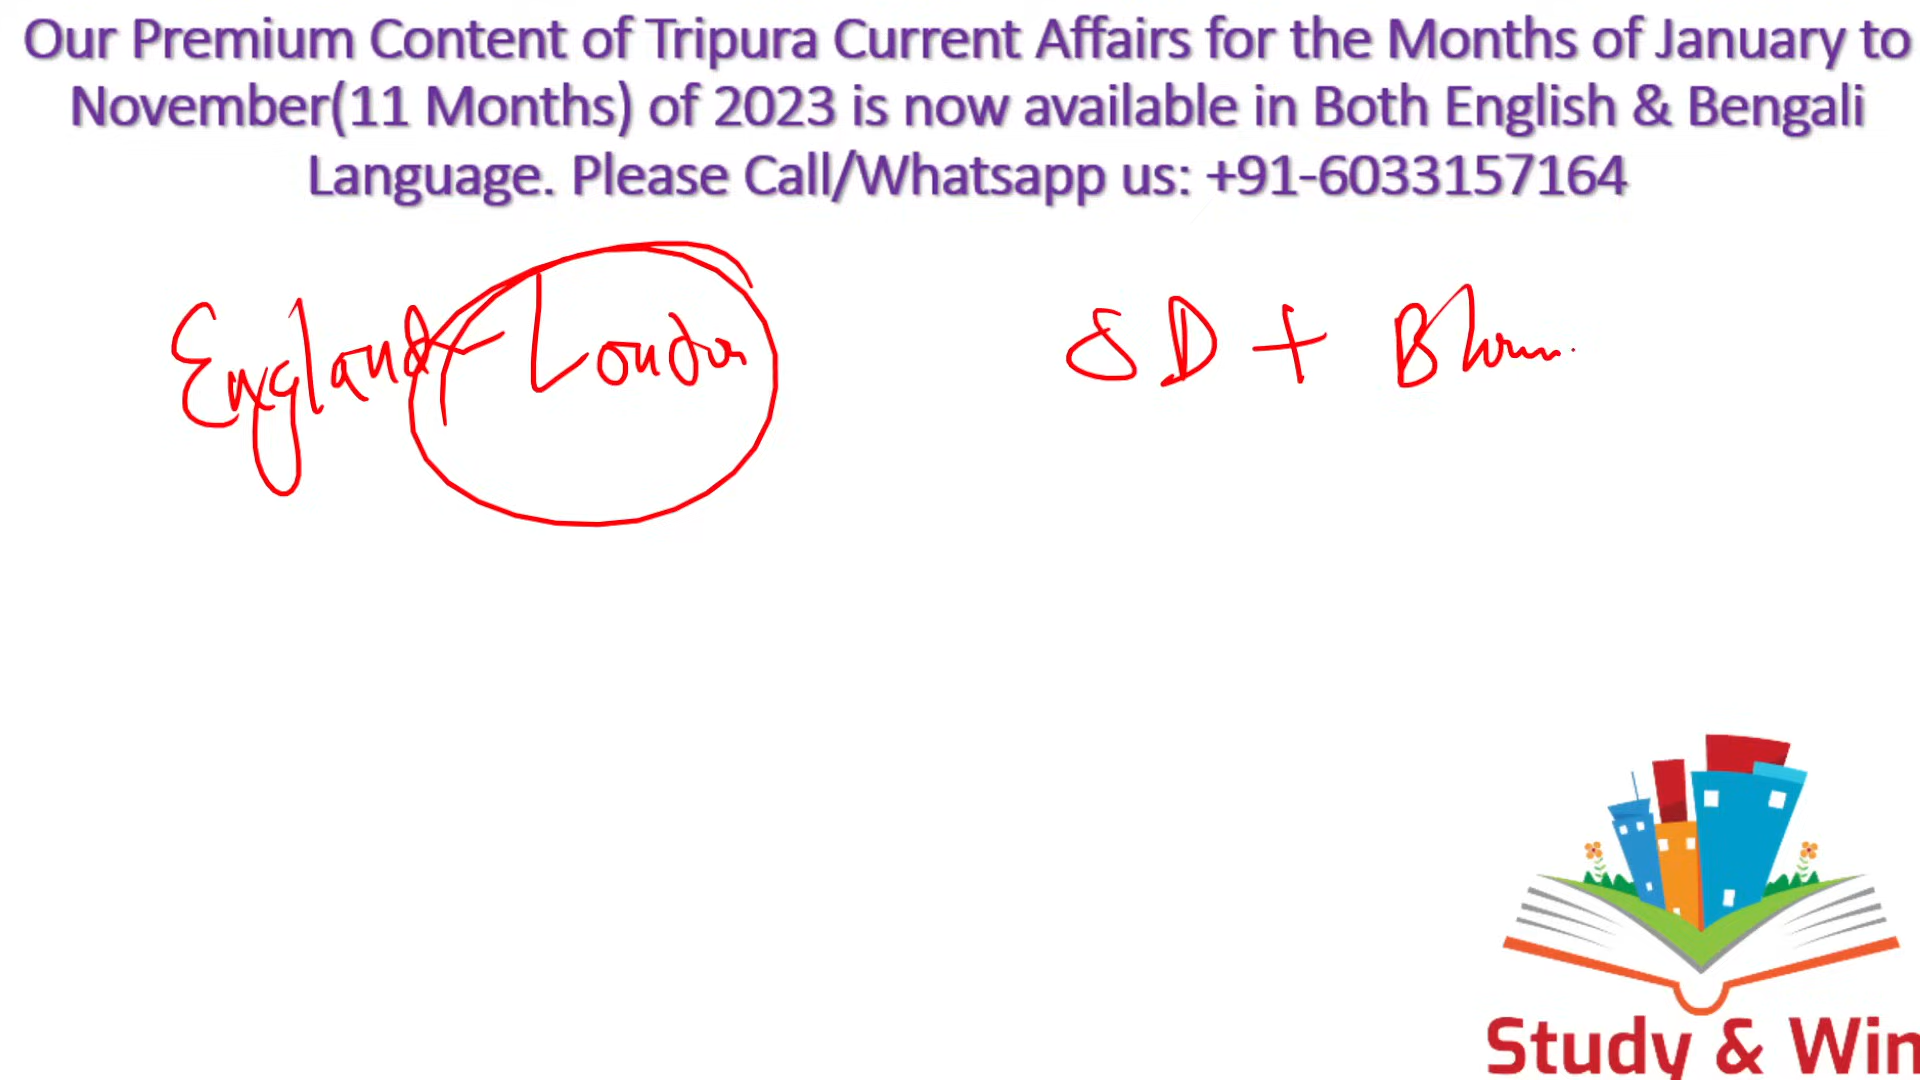 Our Premium Content of Tripura Current Affairs for the Months of January to
November(11 Months) of 2023 is now available in Both English & Bengali
Language. Please Call/Whatsapp us: +91-6033157164
England - London
SD +
Study & Win